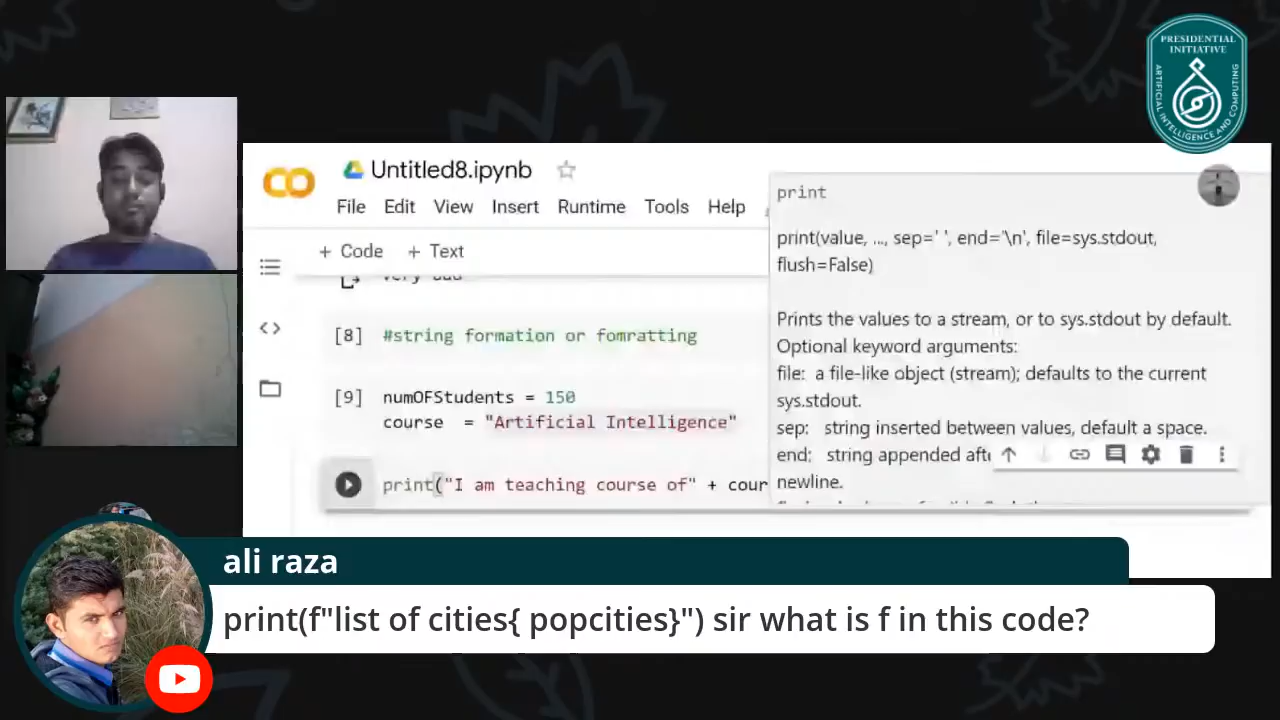 PRESIDENTIAL
INITIATIVE
ARTIFICIAL INTELLIGENCE AND COMPUTING
Untitled8.ipynb
File Edit View Insert Runtime Tools Help
+ Code + Text
very bad
[8] #string formation or fomratting
[9] numOFStudents = 150
course = "Artificial Intelligence"
print("I am teaching course of" + cour
print
print(value, ..., sep=' ', end='\n', file=sys.stdout,
flush=False)
Prints the values to a stream, or to sys.stdout by default.
Optional keyword arguments:
file: a file-like object (stream); defaults to the current
sys.stdout.
sep: string inserted between values, default a space.
end: string appended afte
newline.
ali raza
print(f"list of cities{ popcities}") sir what is f in this code?